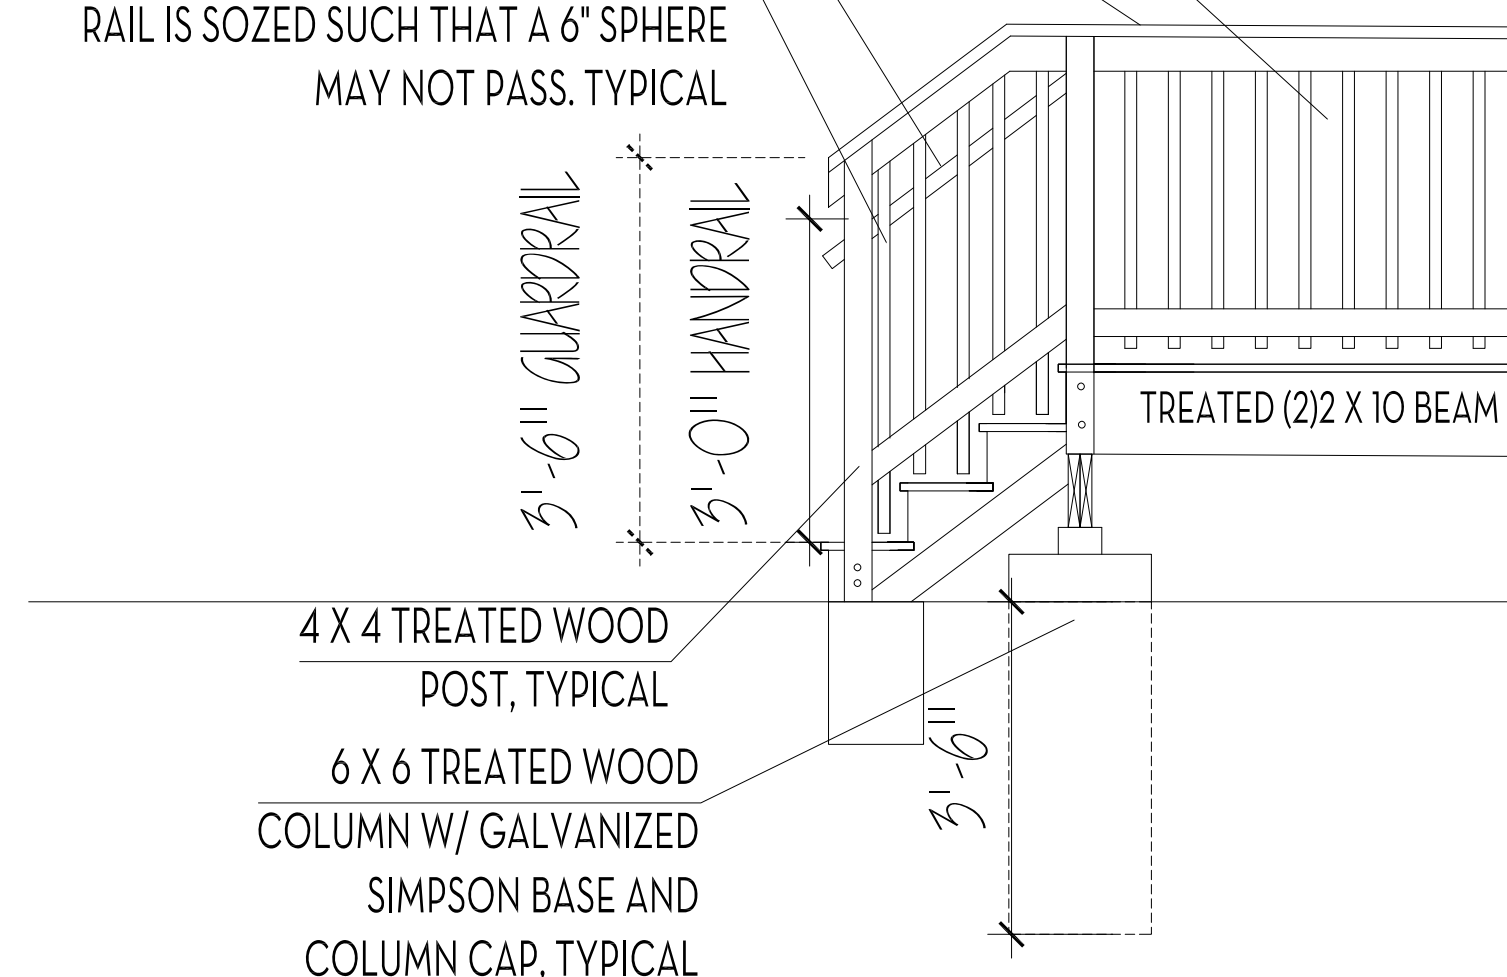 RAIL IS SOZED SUCH THAT A 6" SPHERE
MAY NOT PASS. TYPICAL
3'-6" GUARDRAIL
3'-0" HANDRAIL
TREATED (2)2 X 10 BEAM
4 X 4 TREATED WOOD
POST, TYPICAL
3'-6"
6 X 6 TREATED WOOD
COLUMN W/ GALVANIZED
SIMPSON BASE AND
COLUMN CAP, TYPICAL